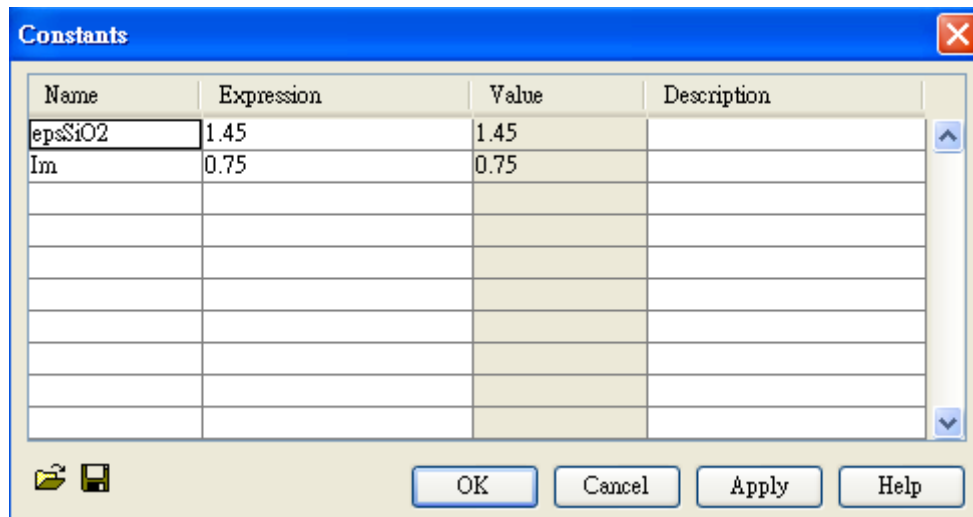 Constants
Name Expression Value Description
epsSiO2 1.45 1.45
Im 0.75 0.75
OK Cancel Apply Help